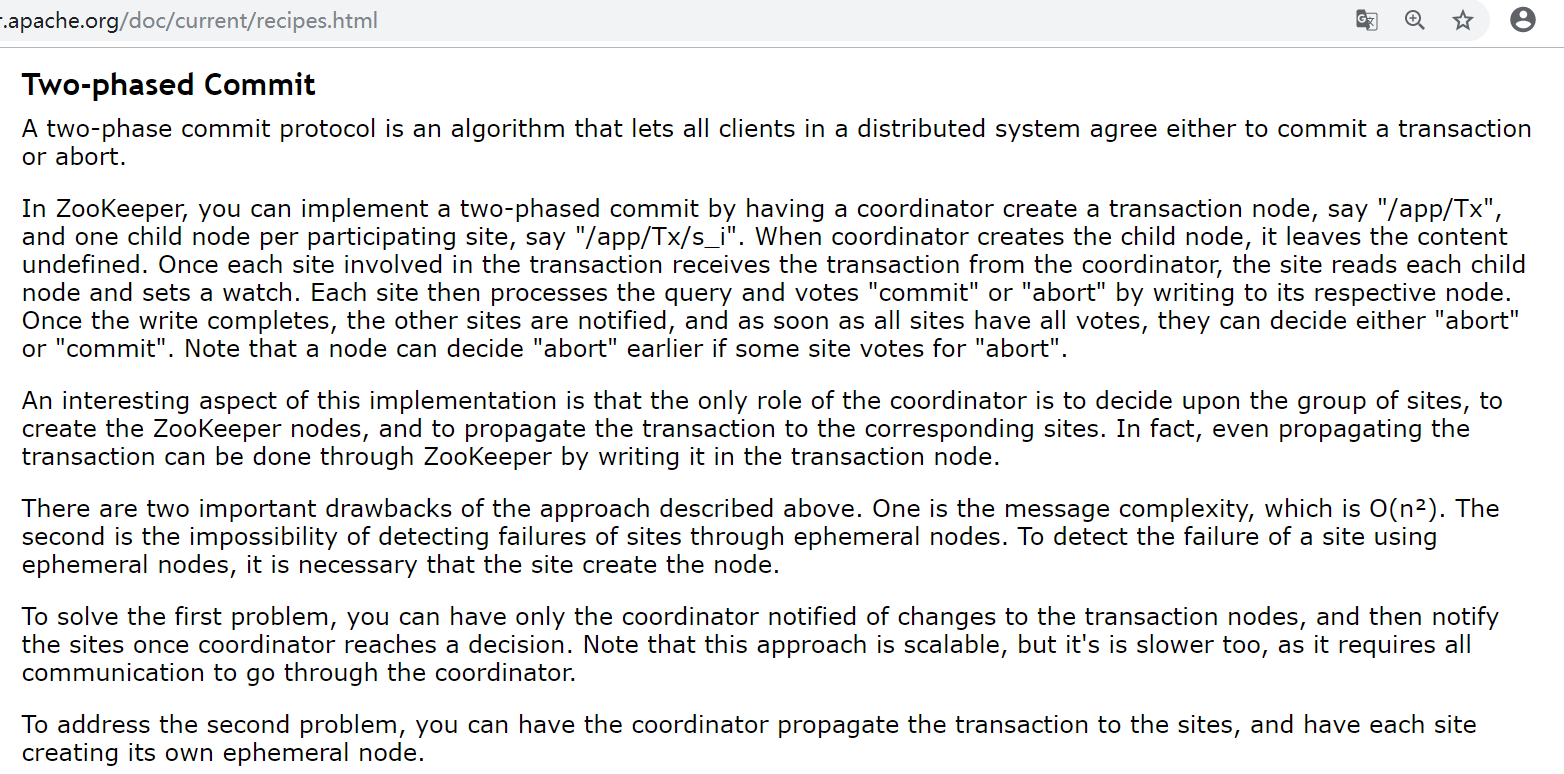 r.apache.org/doc/current/recipes.html
Two-phased Commit
A two-phase commit protocol is an algorithm that lets all clients in a distributed system agree either to commit a transaction
or abort.
In ZooKeeper, you can implement a two-phased commit by having a coordinator create a transaction node, say "/app/Tx",
and one child node per participating site, say "/app/Tx/s_i". When coordinator creates the child node, it leaves the content
undefined. Once each site involved in the transaction receives the transaction from the coordinator, the site reads each child
node and sets a watch. Each site then processes the query and votes "commit" or "abort" by writing to its respective node.
Once the write completes, the other sites are notified, and as soon as all sites have all votes, they can decide either "abort"
or "commit". Note that a node can decide "abort" earlier if some site votes for "abort".
An interesting aspect of this implementation is that the only role of the coordinator is to decide upon the group of sites, to
create the ZooKeeper nodes, and to propagate the transaction to the corresponding sites. In fact, even propagating the
transaction can be done through ZooKeeper by writing it in the transaction node.
There are two important drawbacks of the approach described above. One is the message complexity, which is O(n²). The
second is the impossibility of detecting failures of sites through ephemeral nodes. To detect the failure of a site using
ephemeral nodes, it is necessary that the site create the node.
To solve the first problem, you can have only the coordinator notified of changes to the transaction nodes, and then notify
the sites once coordinator reaches a decision. Note that this approach is scalable, but it's is slower too, as it requires all
communication to go through the coordinator.
To address the second problem, you can have the coordinator propagate the transaction to the sites, and have each site
creating its own ephemeral node.